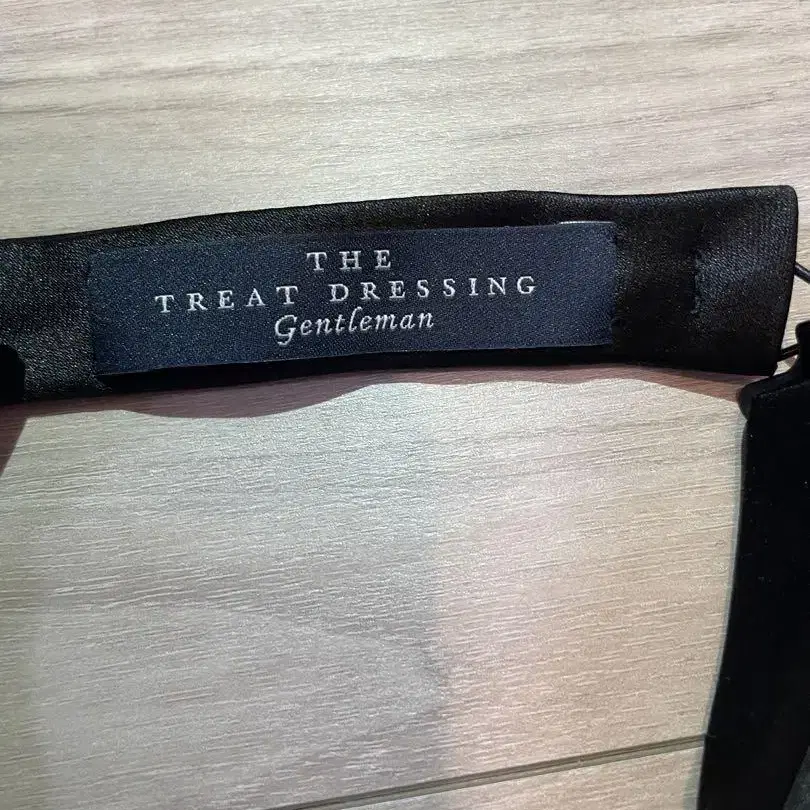 THE
TREAT DRESSING
Gentleman